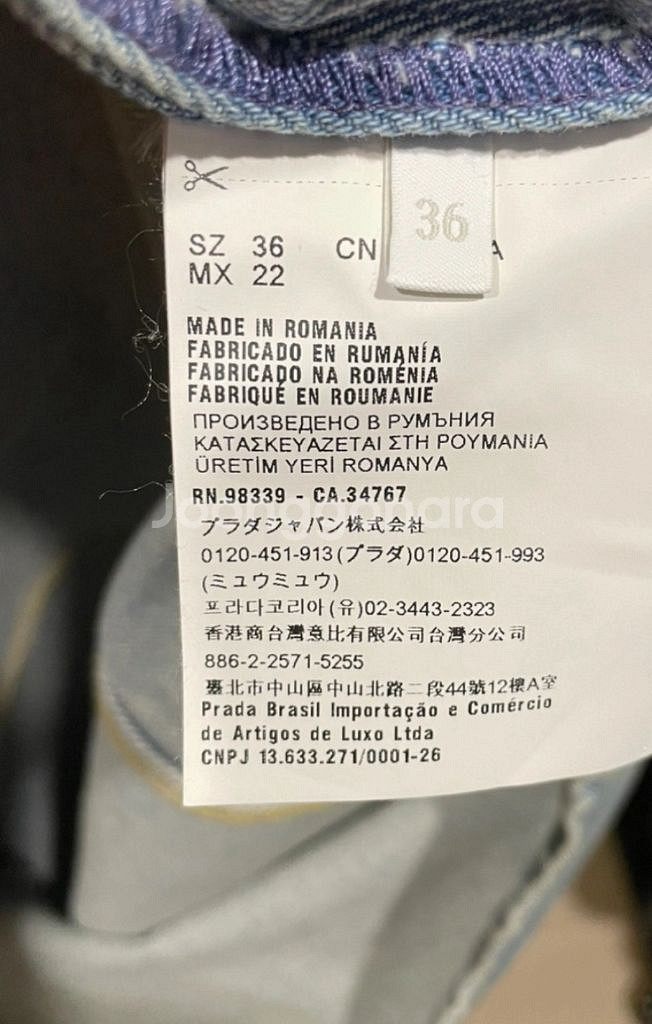 36
SZ 36 CN A
MX 22
MADE IN ROMANIA
FABRICADO EN RUMANÍA
FABRICADO NA ROMÉNIA
FABRIQUÉ EN ROUMANIE
ПРОИЗВЕДЕНО В РУМЪНИЯ
ΚΑΤΑΣΚΕΥΑΖΕΤΑΙ ΣΤΗ ΡΟΥΜΑΝΙΑ
ÜRETİM YERİ ROMANYA
RN.98339 - CA.34767
Joonggonara
プラダジャパン株式会社
0120-451-913(プラダ)0120-451-993
(ミュウミュウ)
프라다코리아(유)02-3443-2323
香港商台灣意比有限公司台灣分公司
886-2-2571-5255
臺北市中山區中山北路二段44號12樓A室
Prada Brasil Importação e Comércio
de Artigos de Luxo Ltda
CNPJ 13.633.271/0001-26